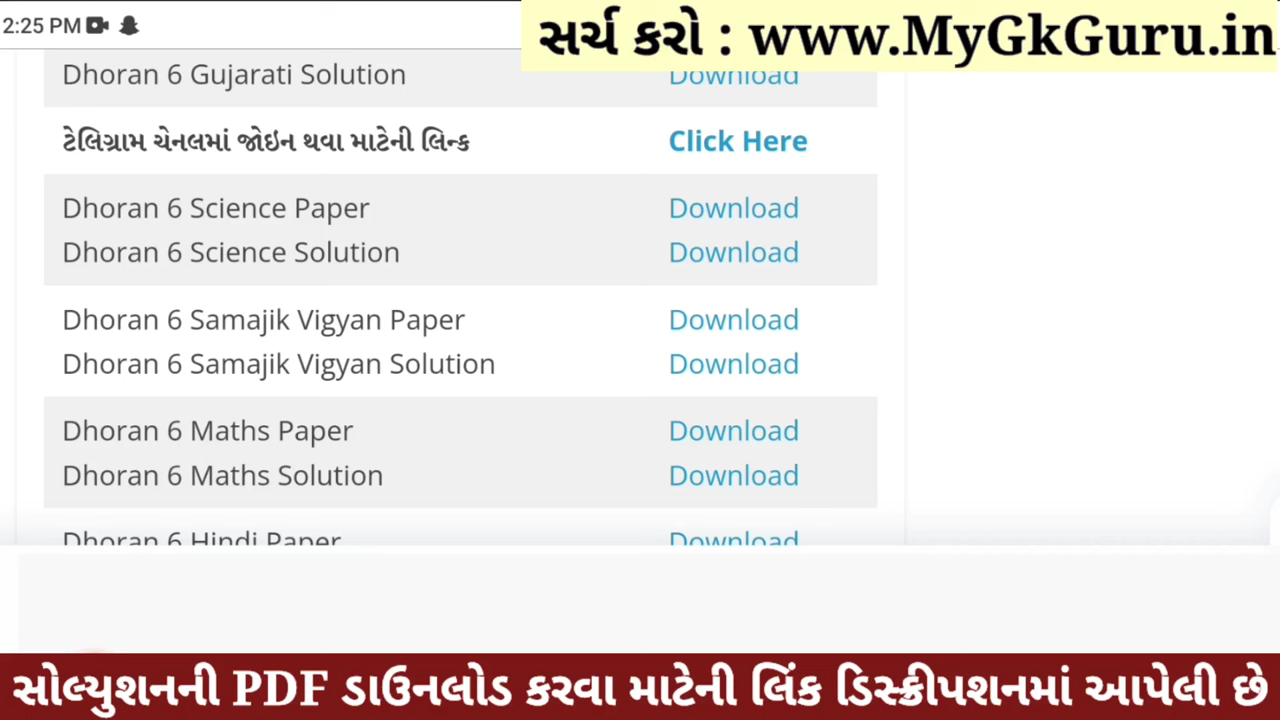 2:25 PM
સર્ચ કરો : www.MyGkGuru.in
Dhoran 6 Gujarati Solution Download
ટેલિગ્રામ ચેનલમાં જોઇન થવા માટેની લિન્ક Click Here
Dhoran 6 Science Paper Download
Dhoran 6 Science Solution Download
Dhoran 6 Samajik Vigyan Paper Download
Dhoran 6 Samajik Vigyan Solution Download
Dhoran 6 Maths Paper Download
Dhoran 6 Maths Solution Download
Dhoran 6 Hindi Paper Download
સોલ્યુશનની PDF ડાઉનલોડ કરવા માટેની લિંક ડિસ્ક્રીપશનમાં આપેલી છે